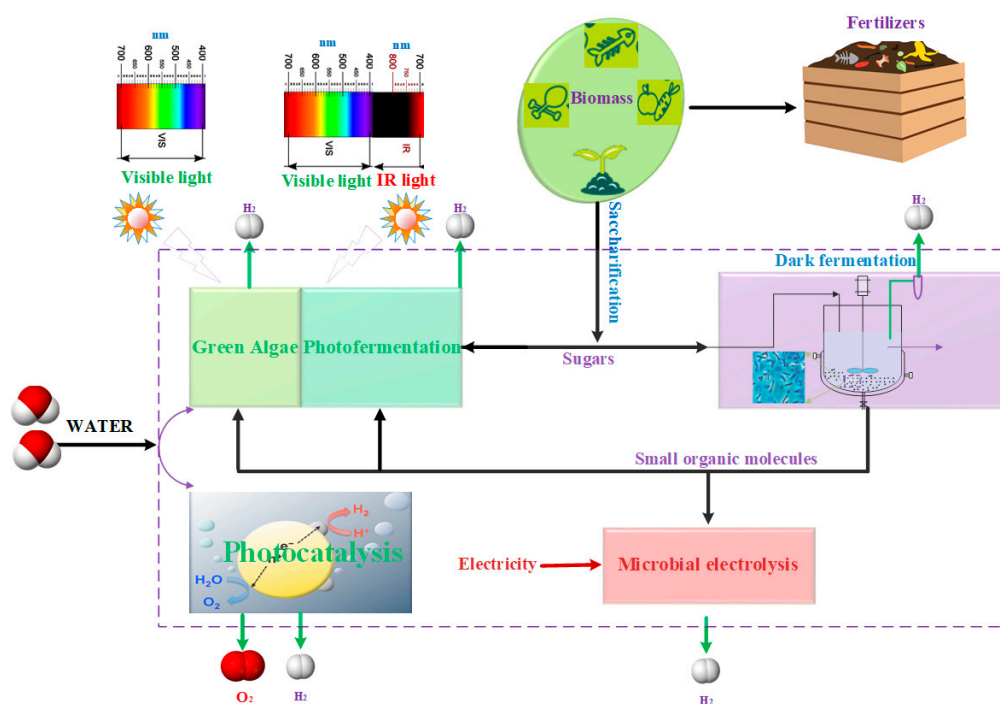 Fertilizers
nm
700 600 500 400
VIS
Visible light
nm nm
700 600 500 400 600 700
VIS
IR
Visible light IR light
Biomass
Saccharification
H2
H2
H2
Dark fermentation
Green Algae
Photofermentation
Sugars
WATER
Small organic molecules
H2
H+
e−
h+
Photocatalysis
H2O
O2
Electricity
Microbial electrolysis
O2
H2
H2